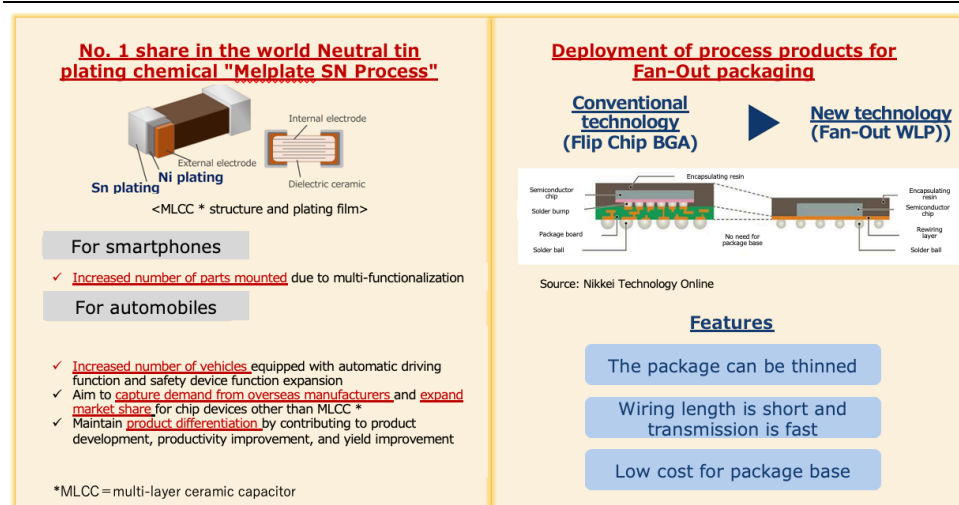 No. 1 share in the world Neutral tin
plating chemical "Melplate SN Process"
Internal electrode
External electrode
Ni plating
Sn plating
Dielectric ceramic
<MLCC * structure and plating film>
For smartphones
✓ Increased number of parts mounted due to multi-functionalization
For automobiles
✓ Increased number of vehicles equipped with automatic driving
function and safety device function expansion
✓ Aim to capture demand from overseas manufacturers and expand
market share for chip devices other than MLCC *
✓ Maintain product differentiation by contributing to product
development, productivity improvement, and yield improvement
*MLCC＝multi-layer ceramic capacitor
Deployment of process products for
Fan-Out packaging
Conventional
technology
(Flip Chip BGA)
New technology
(Fan-Out WLP))
Encapsulating resin
Semiconductor
chip
Solder bump
Package board
Solder ball
No need for
package base
Encapsulating
resin
Semiconductor
chip
Rewiring
layer
Solder ball
Source: Nikkei Technology Online
Features
The package can be thinned
Wiring length is short and
transmission is fast
Low cost for package base